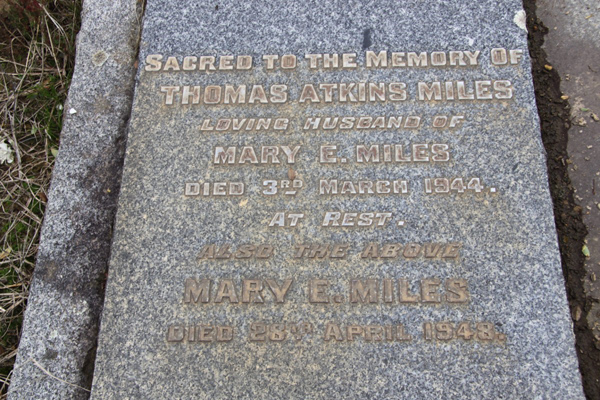 SACRED TO THE MEMORY OF
THOMAS ATKINS MILES
LOVING HUSBAND OF
MARY E. MILES
DIED 3RD MARCH 1944.
AT REST.
ALSO THE ABOVE
MARY E. MILES
DIED 28TH APRIL 1948.